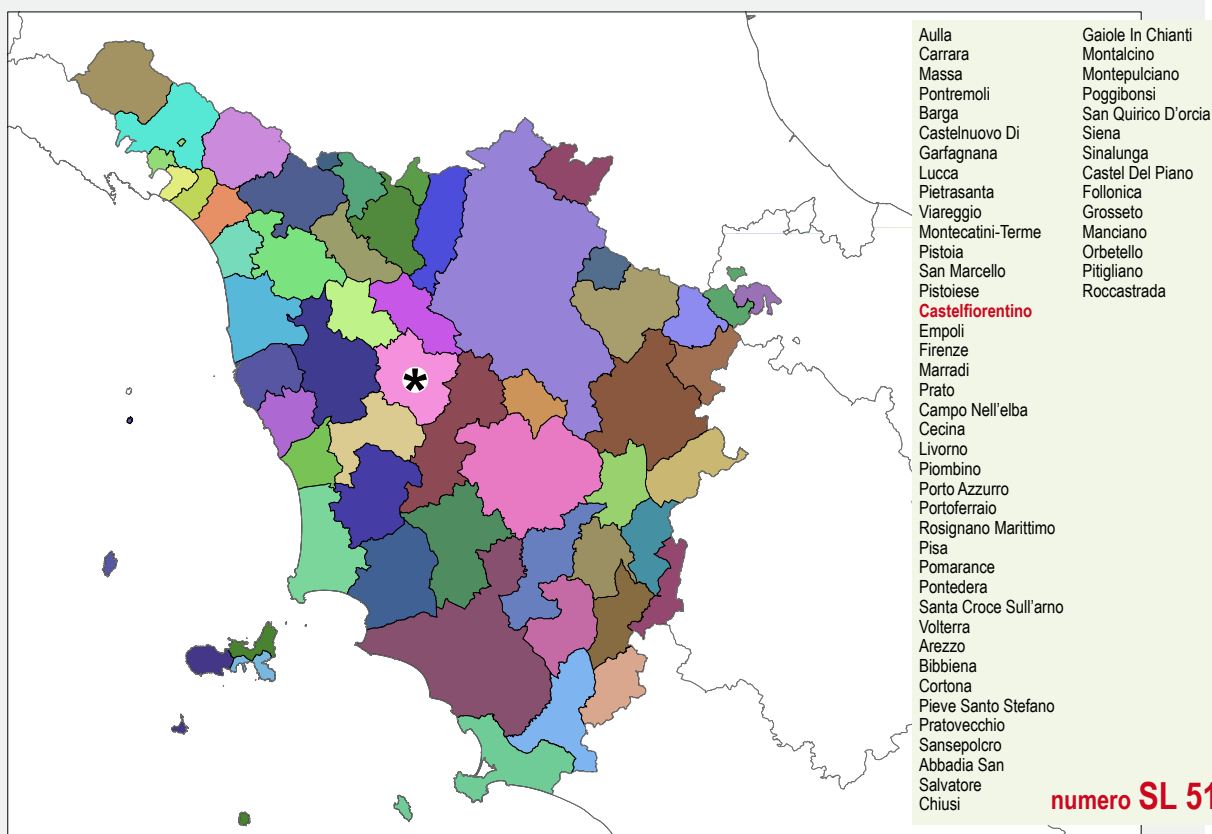 Aulla
Carrara
Massa
Pontremoli
Barga
Castelnuovo Di
Garfagnana
Lucca
Pietrasanta
Viareggio
Montecatini-Terme
Pistoia
San Marcello
Pistoiese
Castelfiorentino
Empoli
Firenze
Marradi
Prato
Campo Nell'elba
Cecina
Livorno
Piombino
Porto Azzurro
Portoferraio
Rosignano Marittimo
Pisa
Pomarance
Pontedera
Santa Croce Sull'arno
Volterra
Arezzo
Bibbiena
Cortona
Pieve Santo Stefano
Pratovecchio
Sansepolcro
Abbadia San
Salvatore
Chiusi
Gaiole In Chianti
Montalcino
Montepulciano
Poggibonsi
San Quirico D'orcia
Siena
Sinalunga
Castel Del Piano
Follonica
Grosseto
Manciano
Orbetello
Pitigliano
Roccastrada
*
numero SL 51